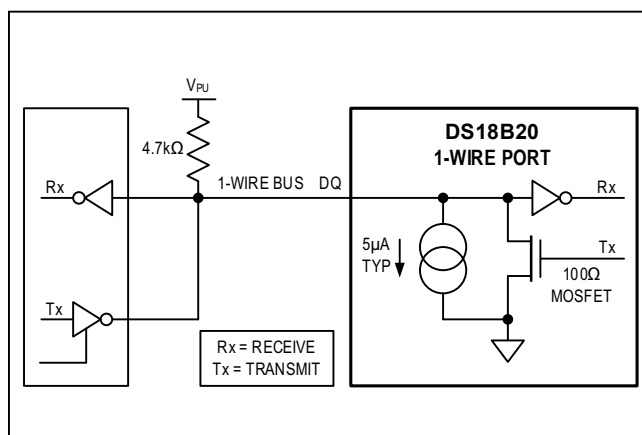 V_PU
4.7kΩ
Rx
1-WIRE BUS DQ
Tx
Rx = RECEIVE
Tx = TRANSMIT
DS18B20
1-WIRE PORT
Rx
5µA
TYP
Tx
100Ω
MOSFET